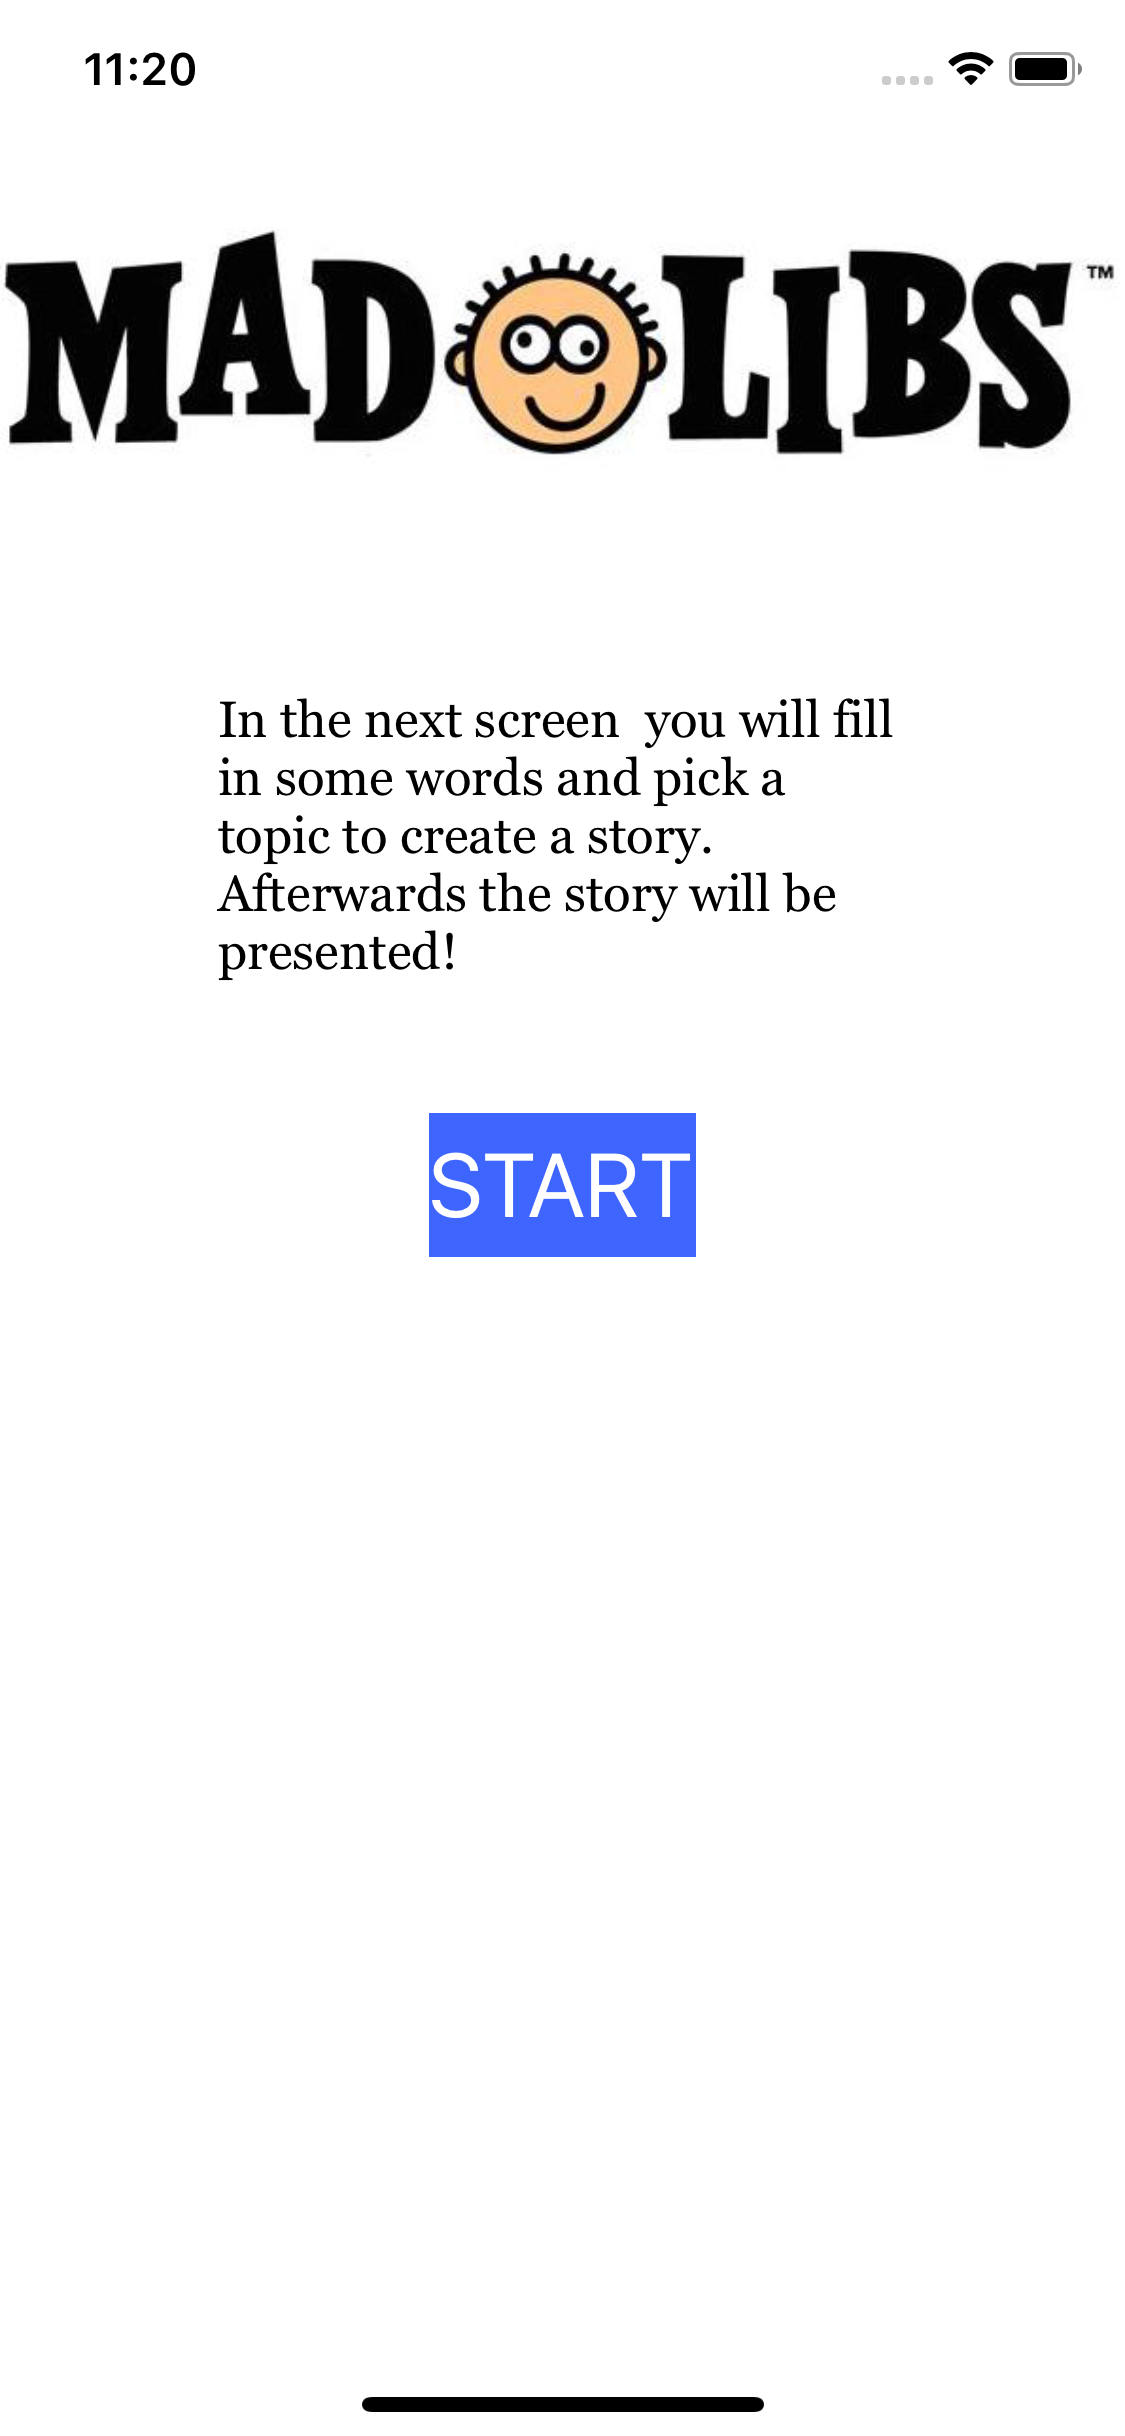 11:20
MAD LIBS™
In the next screen  you will fill
in some words and pick a
topic to create a story.
Afterwards the story will be
presented!
START